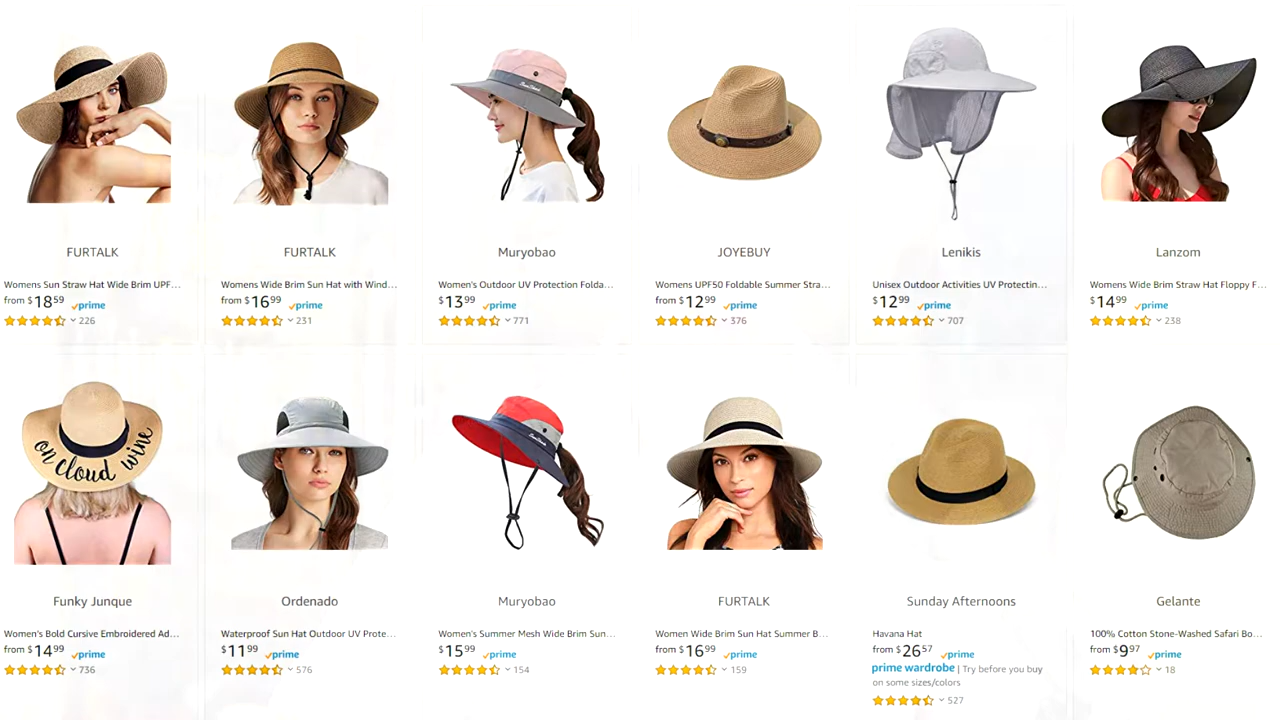 FURTALK
Womens Sun Straw Hat Wide Brim UPF...
from $18.59
prime
226
FURTALK
Womens Wide Brim Sun Hat with Wind...
from $16.99
prime
231
Muryobao
Women's Outdoor UV Protection Folda...
$13.99
prime
771
JOYEBUY
Womens UPF50 Foldable Summer Stra...
from $12.99
prime
376
Lenikis
Unisex Outdoor Activities UV Protectin...
$12.99
prime
707
Lanzom
Womens Wide Brim Straw Hat Floppy F...
$14.99
prime
238
on cloud wine
Funky Junque
Women's Bold Cursive Embroidered Ad...
from $14.99
prime
736
Ordenado
Waterproof Sun Hat Outdoor UV Prote...
$11.99
prime
576
Muryobao
Women's Summer Mesh Wide Brim Sun...
$15.99
prime
154
FURTALK
Women Wide Brim Sun Hat Summer B...
from $16.99
prime
159
Sunday Afternoons
Havana Hat
from $26.57
prime
prime wardrobe | Try before you buy
on some sizes/colors
527
Gelante
100% Cotton Stone-Washed Safari Bo...
from $9.97
prime
18